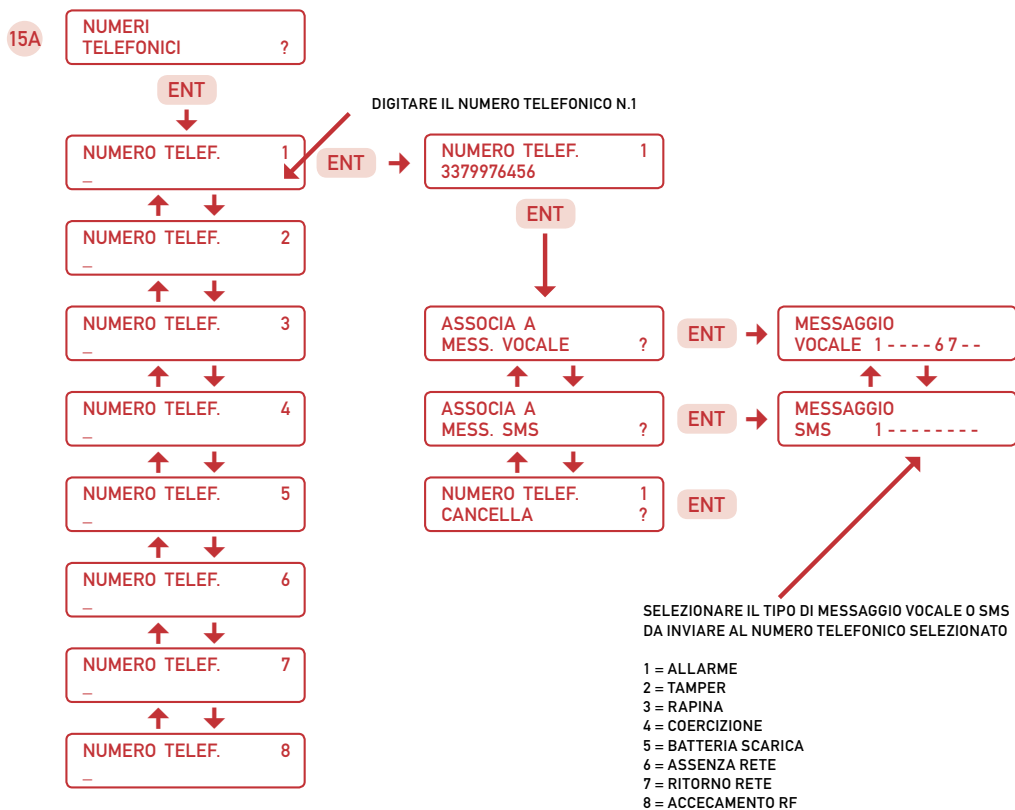 15A
NUMERI
TELEFONICI ?
ENT
DIGITARE IL NUMERO TELEFONICO N.1
NUMERO TELEF. 1
_
ENT
NUMERO TELEF. 1
3379976456
ENT
NUMERO TELEF. 2
_
NUMERO TELEF. 3
_
NUMERO TELEF. 4
_
NUMERO TELEF. 5
_
NUMERO TELEF. 6
_
NUMERO TELEF. 7
_
NUMERO TELEF. 8
_
ASSOCIA A
MESS. VOCALE ?
ENT
MESSAGGIO
VOCALE 1 - - - - 6 7 - -
ASSOCIA A
MESS. SMS ?
ENT
MESSAGGIO
SMS 1 - - - - - - - -
NUMERO TELEF. 1
CANCELLA ?
ENT
SELEZIONARE IL TIPO DI MESSAGGIO VOCALE O SMS
DA INVIARE AL NUMERO TELEFONICO SELEZIONATO
1 = ALLARME
2 = TAMPER
3 = RAPINA
4 = COERCIZIONE
5 = BATTERIA SCARICA
6 = ASSENZA RETE
7 = RITORNO RETE
8 = ACCECAMENTO RF